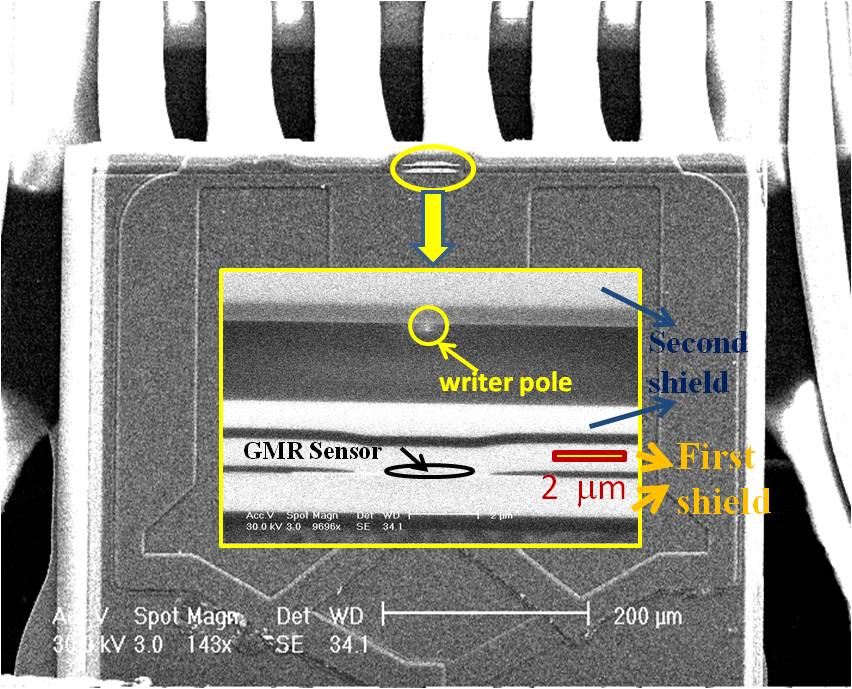 Second
shield
writer pole
GMR Sensor
First
shield
2 μm
Acc.V Spot Magn Det WD 2 μm
30.0 kV 3.0 9696x SE 34.1
Acc.V Spot Magn Det WD 200 μm
30.0 kV 3.0 143x SE 34.1